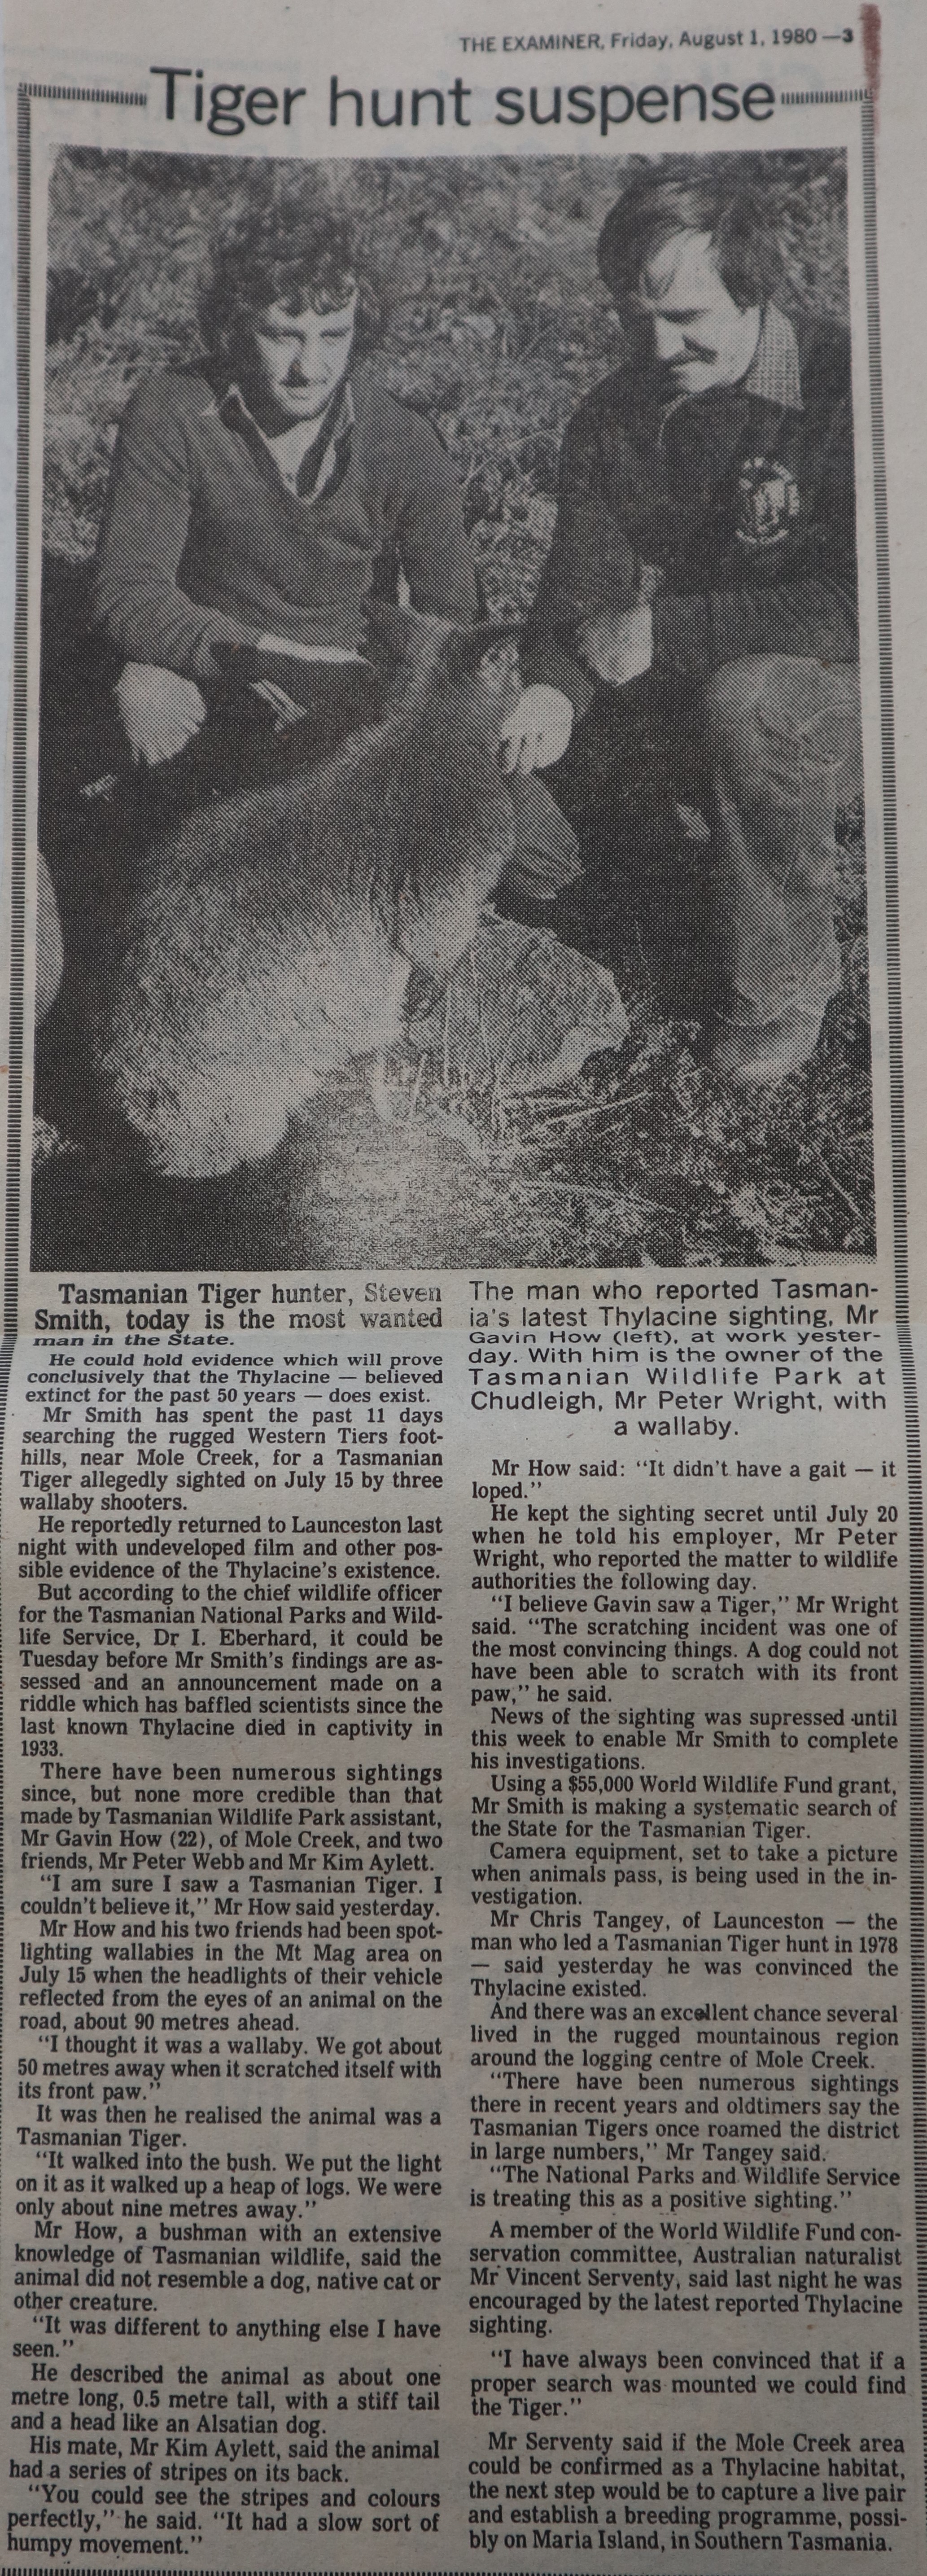 THE EXAMINER, Friday, August 1, 1980 —3
Tiger hunt suspense
Tasmanian Tiger hunter, Steven
Smith, today is the most wanted
man in the State.
He could hold evidence which will prove
conclusively that the Thylacine — believed
extinct for the past 50 years — does exist.
Mr Smith has spent the past 11 days
searching the rugged Western Tiers foot-
hills, near Mole Creek, for a Tasmanian
Tiger allegedly sighted on July 15 by three
wallaby shooters.
He reportedly returned to Launceston last
night with undeveloped film and other pos-
sible evidence of the Thylacine's existence.
But according to the chief wildlife officer
for the Tasmanian National Parks and Wild-
life Service, Dr I. Eberhard, it could be
Tuesday before Mr Smith's findings are as-
sessed and an announcement made on a
riddle which has baffled scientists since the
last known Thylacine died in captivity in
1933.
There have been numerous sightings
since, but none more credible than that
made by Tasmanian Wildlife Park assistant,
Mr Gavin How (22), of Mole Creek, and two
friends, Mr Peter Webb and Mr Kim Aylett.
"I am sure I saw a Tasmanian Tiger. I
couldn't believe it," Mr How said yesterday.
Mr How and his two friends had been spot-
lighting wallabies in the Mt Mag area on
July 15 when the headlights of their vehicle
reflected from the eyes of an animal on the
road, about 90 metres ahead.
"I thought it was a wallaby. We got about
50 metres away when it scratched itself with
its front paw."
It was then he realised the animal was a
Tasmanian Tiger.
"It walked into the bush. We put the light
on it as it walked up a heap of logs. We were
only about nine metres away."
Mr How, a bushman with an extensive
knowledge of Tasmanian wildlife, said the
animal did not resemble a dog, native cat or
other creature.
"It was different to anything else I have
seen."
He described the animal as about one
metre long, 0.5 metre tall, with a stiff tail
and a head like an Alsatian dog.
His mate, Mr Kim Aylett, said the animal
had a series of stripes on its back.
"You could see the stripes and colours
perfectly," he said. "It had a slow sort of
humpy movement."
The man who reported Tasman-
ia's latest Thylacine sighting, Mr
Gavin How (left), at work yester-
day. With him is the owner of the
Tasmanian Wildlife Park at
Chudleigh, Mr Peter Wright, with
a wallaby.
Mr How said: "It didn't have a gait — it
loped."
He kept the sighting secret until July 20
when he told his employer, Mr Peter
Wright, who reported the matter to wildlife
authorities the following day.
"I believe Gavin saw a Tiger," Mr Wright
said. "The scratching incident was one of
the most convincing things. A dog could not
have been able to scratch with its front
paw," he said.
News of the sighting was supressed until
this week to enable Mr Smith to complete
his investigations.
Using a $55,000 World Wildlife Fund grant,
Mr Smith is making a systematic search of
the State for the Tasmanian Tiger.
Camera equipment, set to take a picture
when animals pass, is being used in the in-
vestigation.
Mr Chris Tangey, of Launceston — the
man who led a Tasmanian Tiger hunt in 1978
— said yesterday he was convinced the
Thylacine existed.
And there was an excellent chance several
lived in the rugged mountainous region
around the logging centre of Mole Creek.
"There have been numerous sightings
there in recent years and oldtimers say the
Tasmanian Tigers once roamed the district
in large numbers," Mr Tangey said.
"The National Parks and Wildlife Service
is treating this as a positive sighting."
A member of the World Wildlife Fund con-
servation committee, Australian naturalist
Mr Vincent Serventy, said last night he was
encouraged by the latest reported Thylacine
sighting.
"I have always been convinced that if a
proper search was mounted we could find
the Tiger."
Mr Serventy said if the Mole Creek area
could be confirmed as a Thylacine habitat,
the next step would be to capture a live pair
and establish a breeding programme, possi-
bly on Maria Island, in Southern Tasmania.